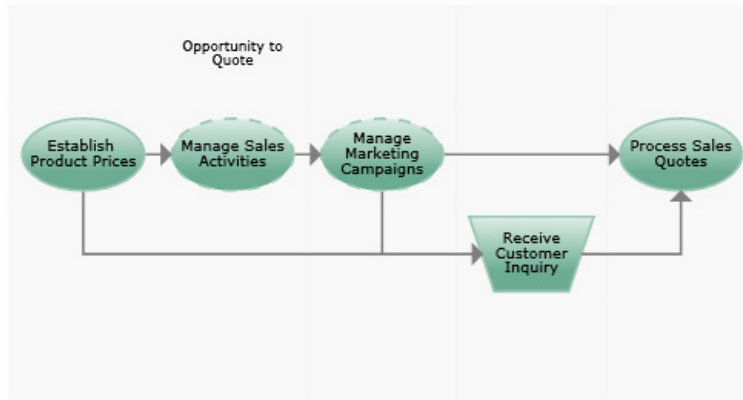 Opportunity to
Quote
Establish
Product Prices
Manage Sales
Activities
Manage
Marketing
Campaigns
Process Sales
Quotes
Receive
Customer
Inquiry